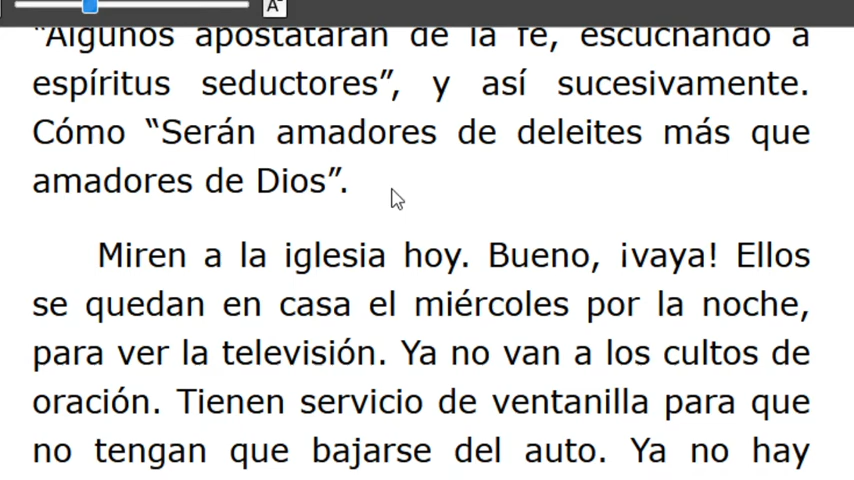 A
“Algunos apostatarán de la fe, escuchando a
espíritus seductores”, y así sucesivamente.
Cómo “Serán amadores de deleites más que
amadores de Dios”.
Miren a la iglesia hoy. Bueno, ¡vaya! Ellos
se quedan en casa el miércoles por la noche,
para ver la televisión. Ya no van a los cultos de
oración. Tienen servicio de ventanilla para que
no tengan que bajarse del auto. Ya no hay